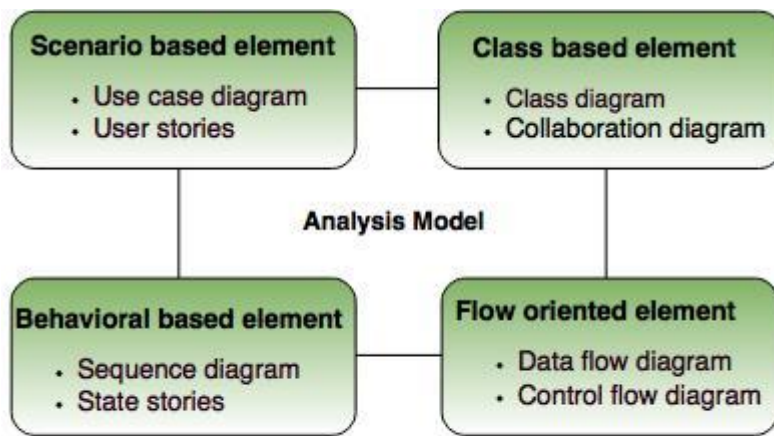 Scenario based element
• Use case diagram
• User stories
Class based element
• Class diagram
• Collaboration diagram
Analysis Model
Behavioral based element
• Sequence diagram
• State stories
Flow oriented element
• Data flow diagram
• Control flow diagram